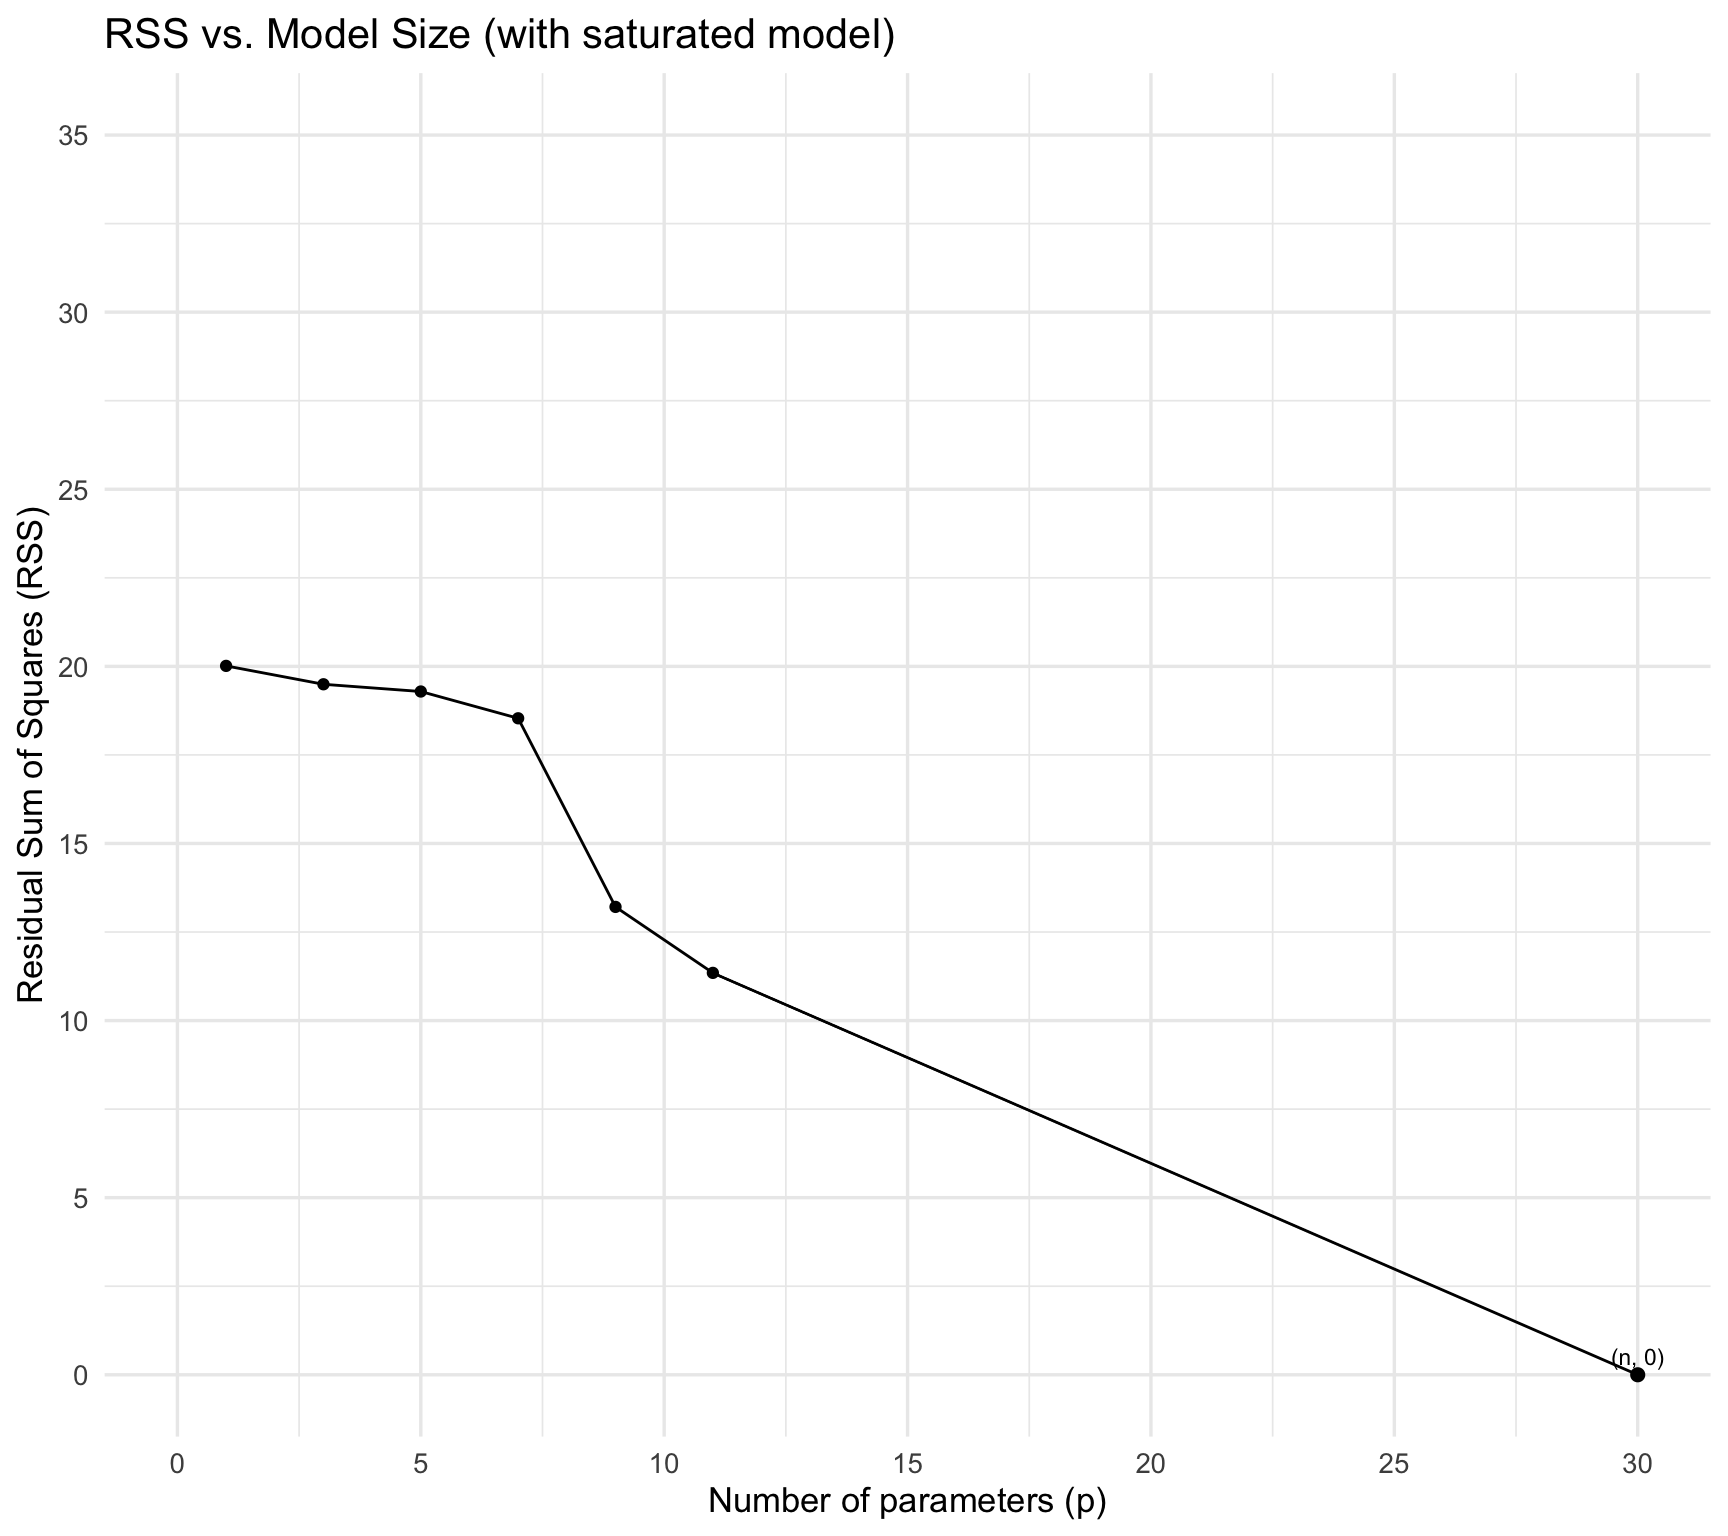 RSS vs. Model Size (with saturated model)
Residual Sum of Squares (RSS)
35
30
25
20
15
10
5
0
(n, 0)
0 5 10 15 20 25 30
Number of parameters (p)